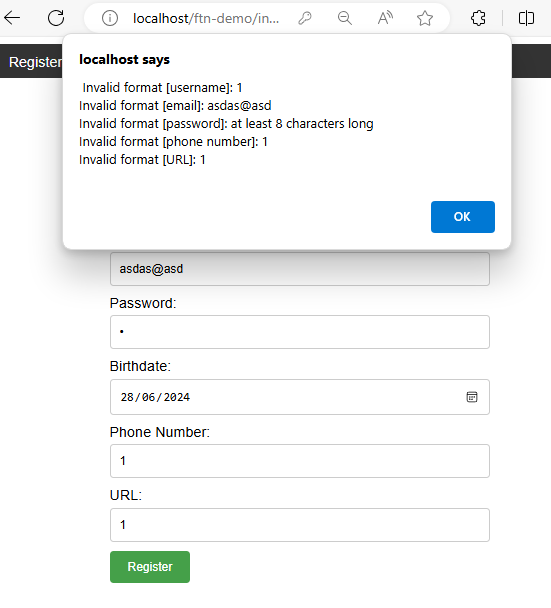 localhost/ftn-demo/in...
Register
localhost says
Invalid format [username]: 1
Invalid format [email]: asdas@asd
Invalid format [password]: at least 8 characters long
Invalid format [phone number]: 1
Invalid format [URL]: 1
OK
asdas@asd
Password:
•
Birthdate:
28/06/2024
Phone Number:
1
URL:
1
Register